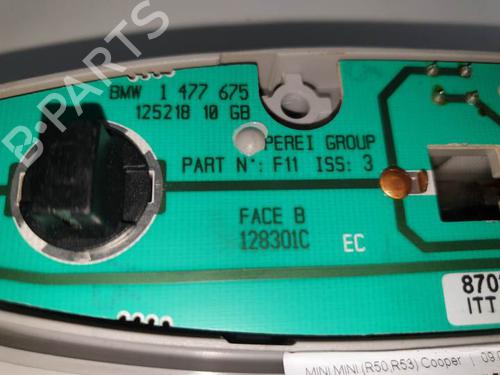 BMW 1 477 675
125218 10 GB
PEREI GROUP
PART Nº: F11 ISS: 3
FACE B
128301C
EC
ITT
MINI MINI (R50,R53) Cooper |
B-PARTS